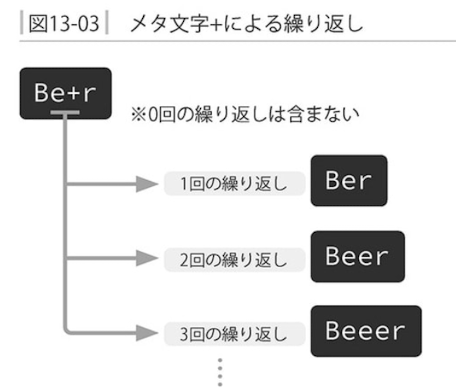 図13-03 メタ文字+による繰り返し
Be+r
※0回の繰り返しは含まない
1回の繰り返し Ber
2回の繰り返し Beer
3回の繰り返し Beeer